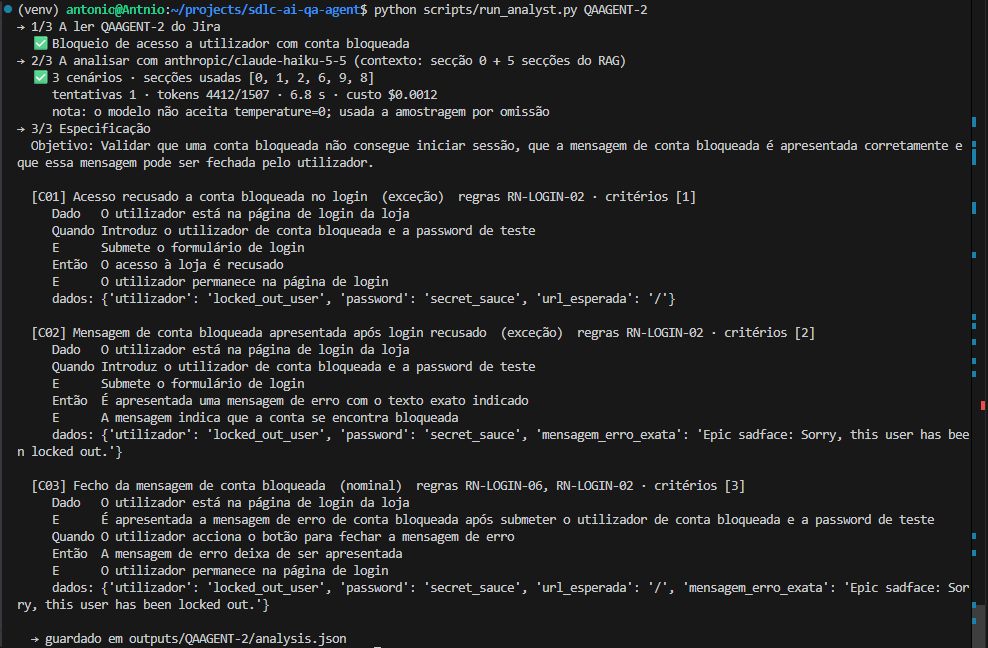 (venv) antonio@Antnio:~/projects/sdlc-ai-qa-agent$ python scripts/run_analyst.py QAAGENT-2
→ 1/3 A ler QAAGENT-2 do Jira
✅ Bloqueio de acesso a utilizador com conta bloqueada
→ 2/3 A analisar com anthropic/claude-haiku-5-5 (contexto: secção 0 + 5 secções do RAG)
✅ 3 cenários · secções usadas [0, 1, 2, 6, 9, 8]
tentativas 1 · tokens 4412/1507 · 6.8 s · custo $0.0012
nota: o modelo não aceita temperature=0; usada a amostragem por omissão
→ 3/3 Especificação
Objetivo: Validar que uma conta bloqueada não consegue iniciar sessão, que a mensagem de conta bloqueada é apresentada corretamente e
que essa mensagem pode ser fechada pelo utilizador.
[C01] Acesso recusado a conta bloqueada no login (exceção) regras RN-LOGIN-02 · critérios [1]
Dado O utilizador está na página de login da loja
Quando Introduz o utilizador de conta bloqueada e a password de teste
E Submete o formulário de login
Então O acesso à loja é recusado
E O utilizador permanece na página de login
dados: {'utilizador': 'locked_out_user', 'password': 'secret_sauce', 'url_esperada': '/'}
[C02] Mensagem de conta bloqueada apresentada após login recusado (exceção) regras RN-LOGIN-02 · critérios [2]
Dado O utilizador está na página de login da loja
Quando Introduz o utilizador de conta bloqueada e a password de teste
E Submete o formulário de login
Então É apresentada uma mensagem de erro com o texto exato indicado
E A mensagem indica que a conta se encontra bloqueada
dados: {'utilizador': 'locked_out_user', 'password': 'secret_sauce', 'mensagem_erro_exata': 'Epic sadface: Sorry, this user has bee
n locked out.'}
[C03] Fecho da mensagem de conta bloqueada (nominal) regras RN-LOGIN-06, RN-LOGIN-02 · critérios [3]
Dado O utilizador está na página de login da loja
E É apresentada a mensagem de erro de conta bloqueada após submeter o utilizador de conta bloqueada e a password de teste
Quando O utilizador acciona o botão para fechar a mensagem de erro
Então A mensagem de erro deixa de ser apresentada
E O utilizador permanece na página de login
dados: {'utilizador': 'locked_out_user', 'password': 'secret_sauce', 'url_esperada': '/', 'mensagem_erro_exata': 'Epic sadface: Sor
ry, this user has been locked out.'}
→ guardado em outputs/QAAGENT-2/analysis.json